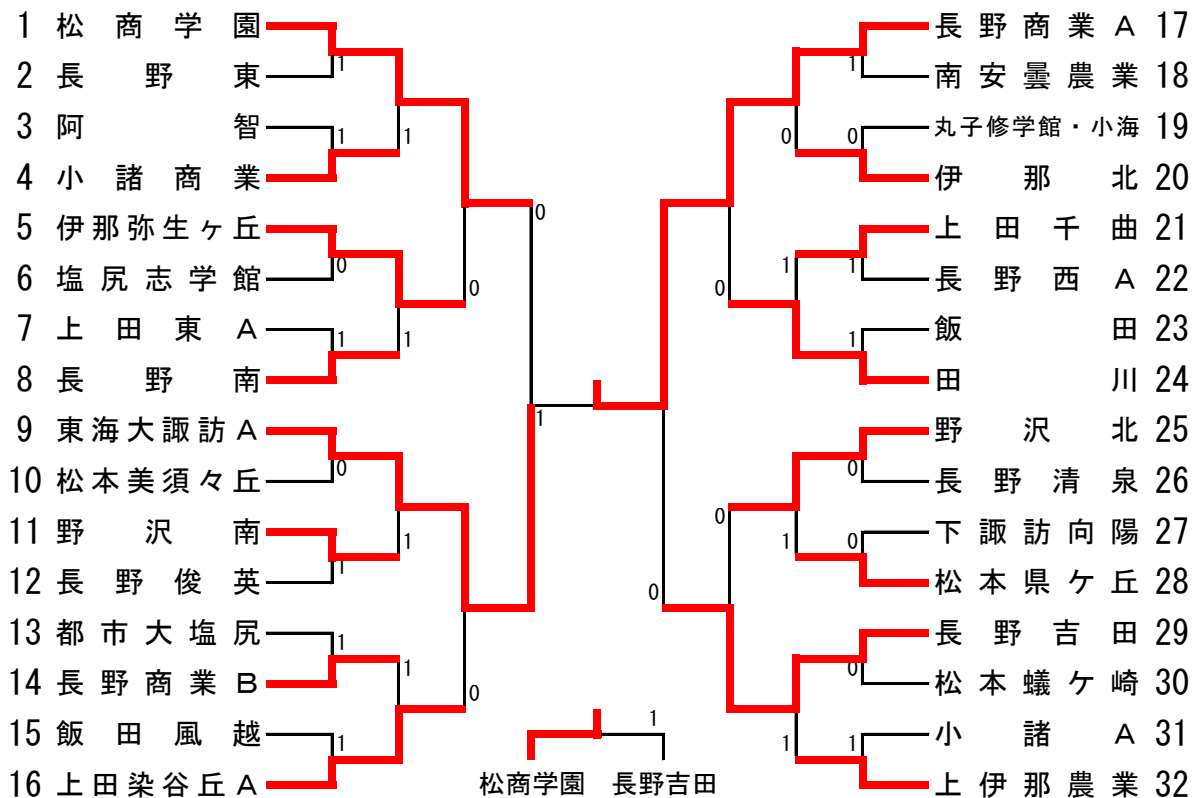 1 松商学園
2 長野東
3 阿智
4 小諸商業
5 伊那弥生ヶ丘
6 塩尻志学館
7 上田東A
8 長野南
9 東海大諏訪A
10 松本美須々丘
11 野沢南
12 長野俊英
13 都市大塩尻
14 長野商業B
15 飯田風越
16 上田染谷丘A
1
1
0
1
0
1
1
1
1
0
1
0
1
1
0
1
0
0
1
1
0
0
1
1
1
0
0
0
1
0
1
松商学園 長野吉田
長野商業A 17
南安曇農業 18
丸子修学館・小海 19
伊那北 20
上田千曲 21
長野西A 22
飯田 23
田川 24
野沢北 25
長野清泉 26
下諏訪向陽 27
松本県ケ丘 28
長野吉田 29
松本蟻ケ崎 30
小諸A 31
上伊那農業 32